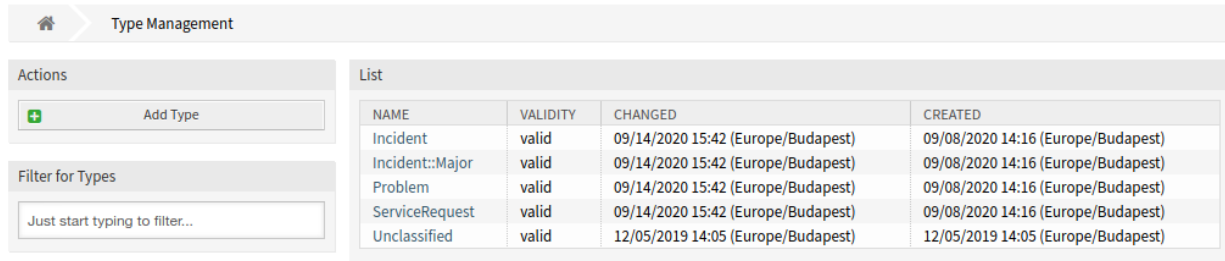 Type Management
Actions
Add Type
Filter for Types
Just start typing to filter...
List
NAME VALIDITY CHANGED CREATED
Incident valid 09/14/2020 15:42 (Europe/Budapest) 09/08/2020 14:16 (Europe/Budapest)
Incident::Major valid 09/14/2020 15:42 (Europe/Budapest) 09/08/2020 14:16 (Europe/Budapest)
Problem valid 09/14/2020 15:42 (Europe/Budapest) 09/08/2020 14:16 (Europe/Budapest)
ServiceRequest valid 09/14/2020 15:42 (Europe/Budapest) 09/08/2020 14:16 (Europe/Budapest)
Unclassified valid 12/05/2019 14:05 (Europe/Budapest) 12/05/2019 14:05 (Europe/Budapest)